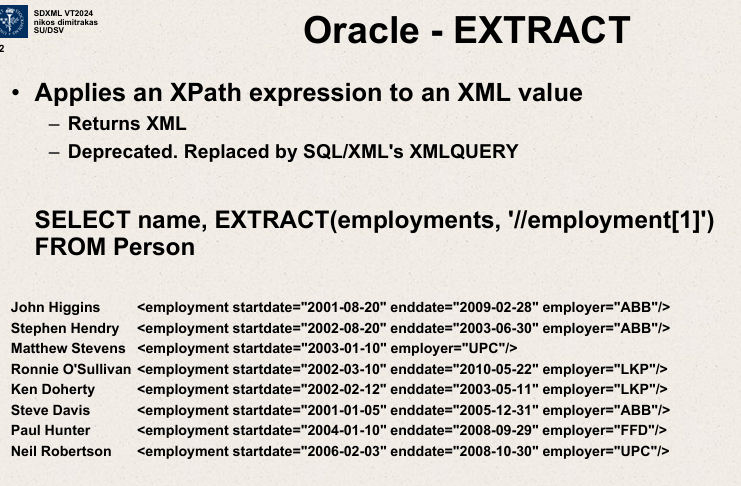 SDXML VT2024
nikos dimitrakas
SU/DSV
2
Oracle - EXTRACT
• Applies an XPath expression to an XML value
– Returns XML
– Deprecated. Replaced by SQL/XML's XMLQUERY
SELECT name, EXTRACT(employments, '//employment[1]')
FROM Person
John Higgins <employment startdate="2001-08-20" enddate="2009-02-28" employer="ABB"/>
Stephen Hendry <employment startdate="2002-08-20" enddate="2003-06-30" employer="ABB"/>
Matthew Stevens <employment startdate="2003-01-10" employer="UPC"/>
Ronnie O'Sullivan <employment startdate="2002-03-10" enddate="2010-05-22" employer="LKP"/>
Ken Doherty <employment startdate="2002-02-12" enddate="2003-05-11" employer="LKP"/>
Steve Davis <employment startdate="2001-01-05" enddate="2005-12-31" employer="ABB"/>
Paul Hunter <employment startdate="2004-01-10" enddate="2008-09-29" employer="FFD"/>
Neil Robertson <employment startdate="2006-02-03" enddate="2008-10-30" employer="UPC"/>